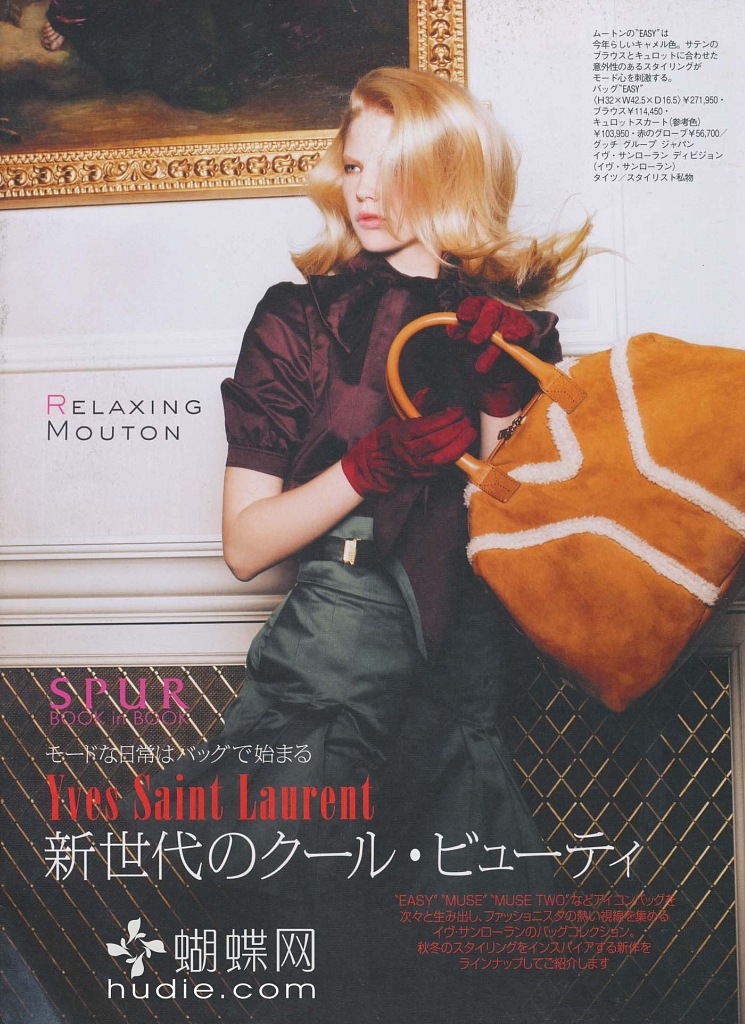 ムートンの"EASY"は
今年らしいキャメル色。サテンの
ブラウスとキュロットに合わせた
意外性のあるスタイリングが
モード心を刺激する。
バッグ"EASY"
〈H32×W42.5×D16.5〉￥271,950・
ブラウス￥114,450・
キュロットスカート(参考色)
￥103,950・赤のグローブ￥56,700／
グッチ グループ ジャパン
イヴ・サンローラン ディビジョン
(イヴ・サンローラン)
タイツ／スタイリスト私物
RELAXING
MOUTON
SPUR
BOOK in BOOK
モードな日常はバッグで始まる
Yves Saint Laurent
新世代のクール・ビューティ
"EASY" "MUSE" "MUSE TWO"などアイコンバッグを
次々と生み出し、ファッショニスタの熱い視線を集める
イヴ・サンローランのバッグコレクション。
秋冬のスタイリングをインスパイアする新作を
ラインナップしてご紹介します
蝴蝶网
hudie.com